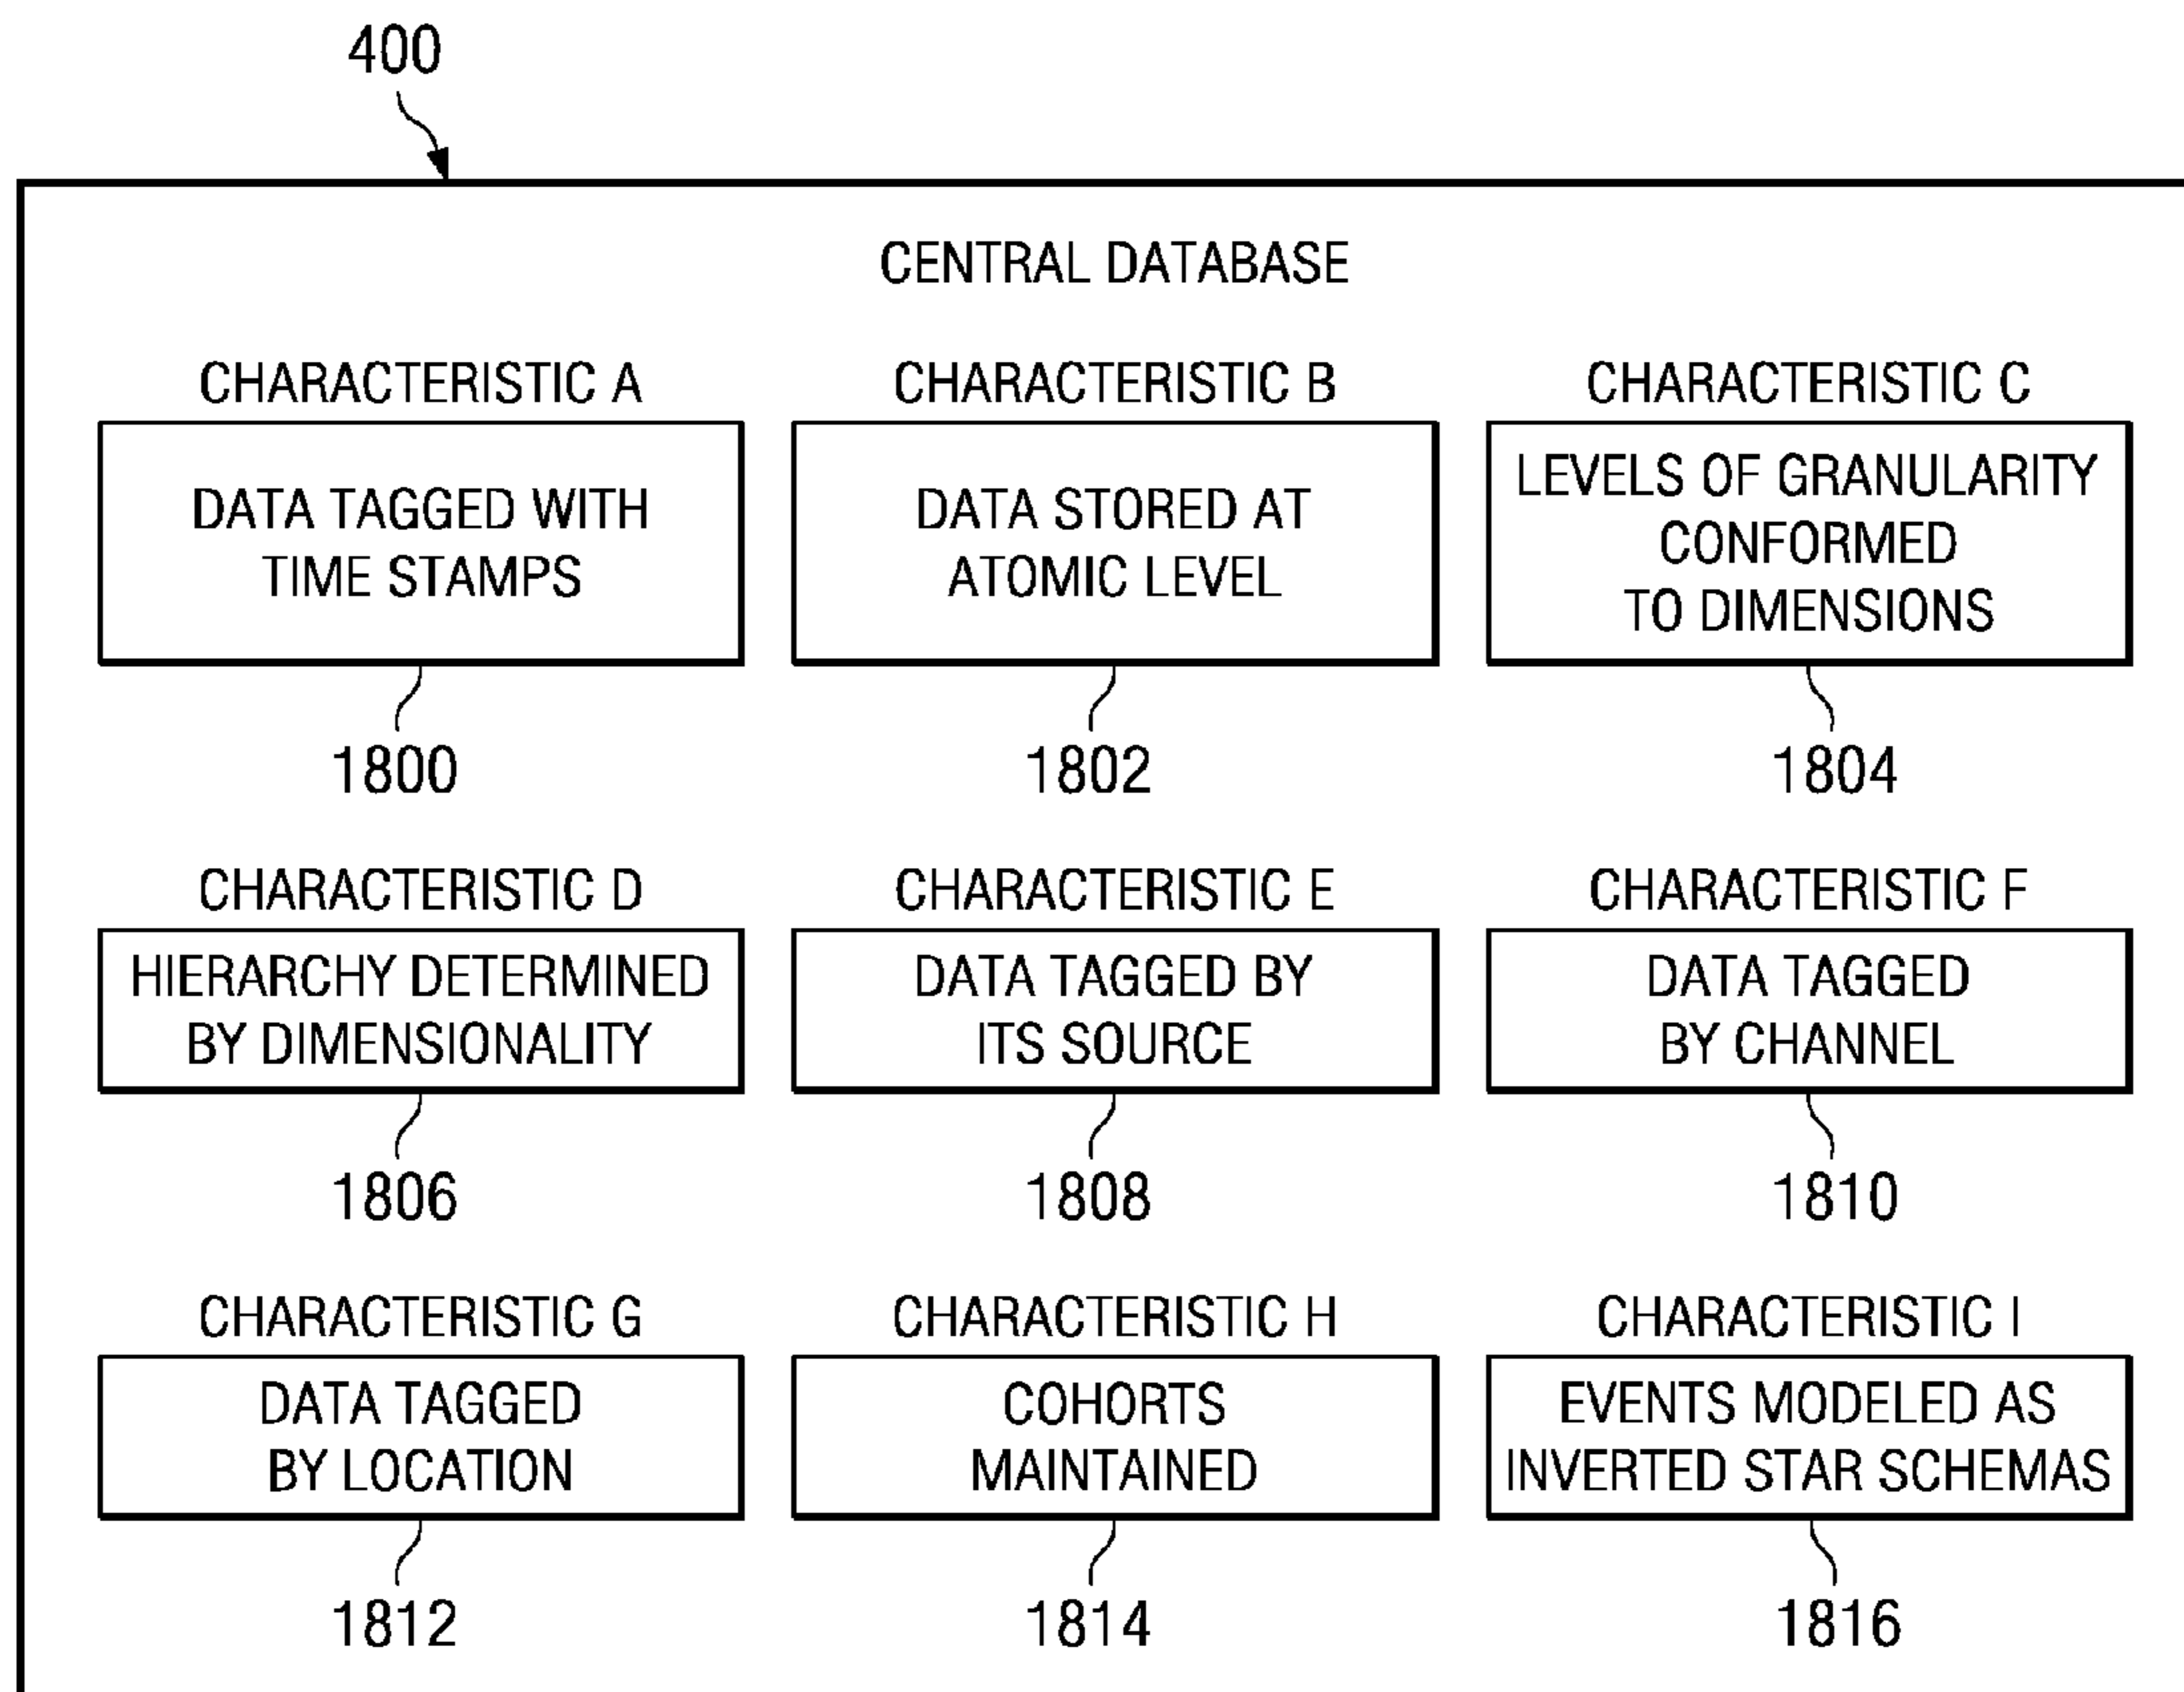 400
CENTRAL DATABASE
CHARACTERISTIC A
DATA TAGGED WITH
TIME STAMPS
1800
CHARACTERISTIC B
DATA STORED AT
ATOMIC LEVEL
1802
CHARACTERISTIC C
LEVELS OF GRANULARITY
CONFORMED
TO DIMENSIONS
1804
CHARACTERISTIC D
HIERARCHY DETERMINED
BY DIMENSIONALITY
1806
CHARACTERISTIC E
DATA TAGGED BY
ITS SOURCE
1808
CHARACTERISTIC F
DATA TAGGED
BY CHANNEL
1810
CHARACTERISTIC G
DATA TAGGED
BY LOCATION
1812
CHARACTERISTIC H
COHORTS
MAINTAINED
1814
CHARACTERISTIC I
EVENTS MODELED AS
INVERTED STAR SCHEMAS
1816